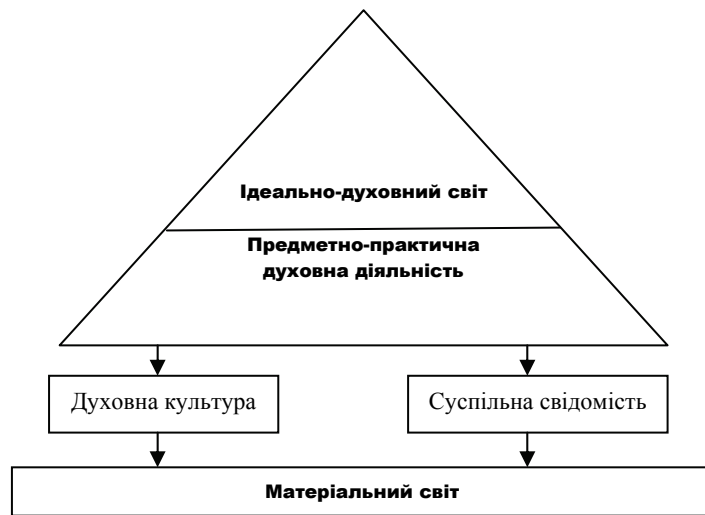 Ідеально-духовний світ
Предметно-практична
духовна діяльність
Духовна культура
Суспільна свідомість
Матеріальний світ